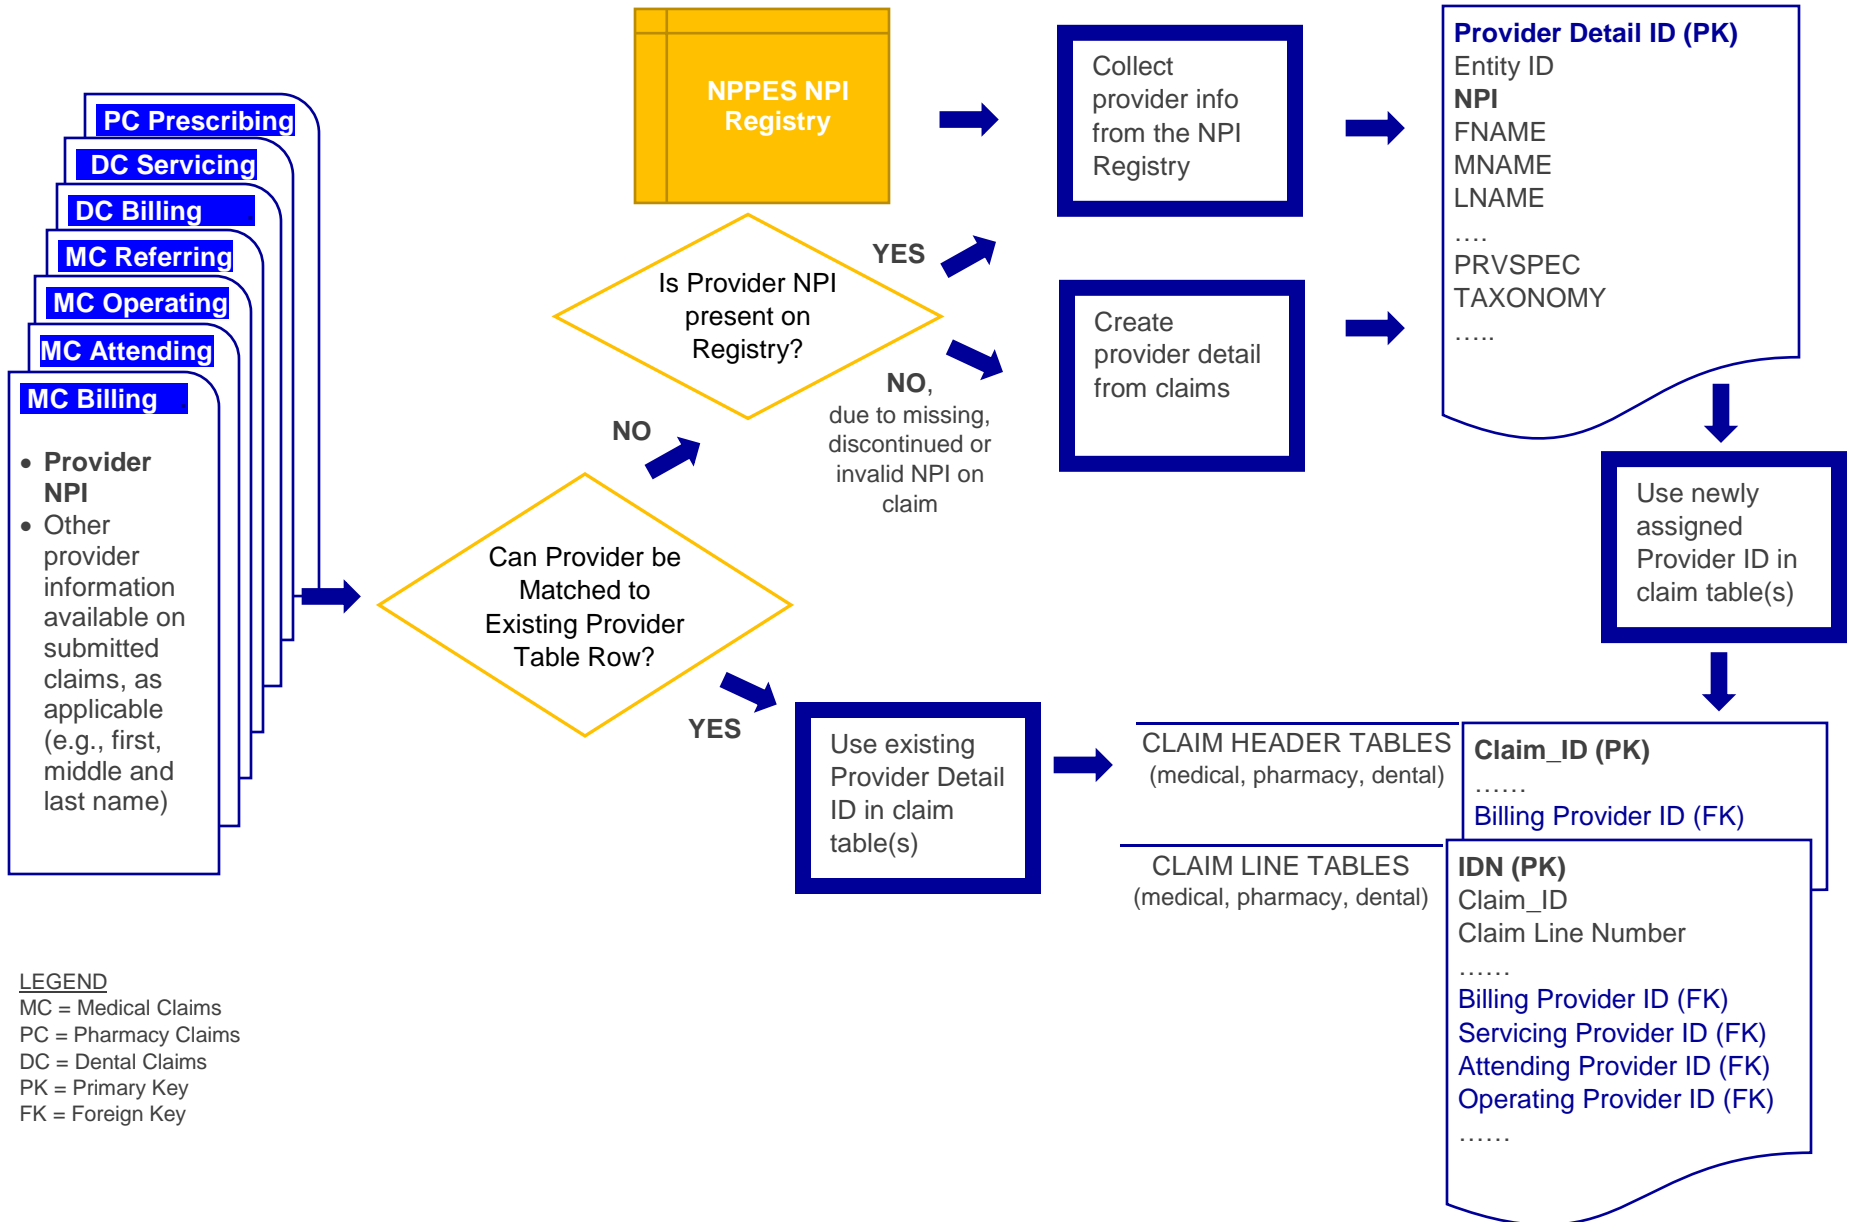 PC Prescribing
DC Servicing
DC Billing .
MC Referring
MC Operating
MC Attending
MC Billing .
• Provider
NPI
• Other
provider
information
available on
submitted
claims, as
applicable
(e.g., first,
middle and
last name)
Can Provider be
Matched to
Existing Provider
Table Row?
NO
YES
NPPES NPI
Registry
Is Provider NPI
present on
Registry?
YES
NO,
due to missing,
discontinued or
invalid NPI on
claim
Collect
provider info
from the NPI
Registry
Create
provider detail
from claims
Provider Detail ID (PK)
Entity ID
NPI
FNAME
MNAME
LNAME
….
PRVSPEC
TAXONOMY
…..
Use newly
assigned
Provider ID in
claim table(s)
Use existing
Provider Detail
ID in claim
table(s)
CLAIM HEADER TABLES
(medical, pharmacy, dental)
Claim_ID (PK)
……
Billing Provider ID (FK)
CLAIM LINE TABLES
(medical, pharmacy, dental)
IDN (PK)
Claim_ID
Claim Line Number
……
Billing Provider ID (FK)
Servicing Provider ID (FK)
Attending Provider ID (FK)
Operating Provider ID (FK)
……
LEGEND
MC = Medical Claims
PC = Pharmacy Claims
DC = Dental Claims
PK = Primary Key
FK = Foreign Key